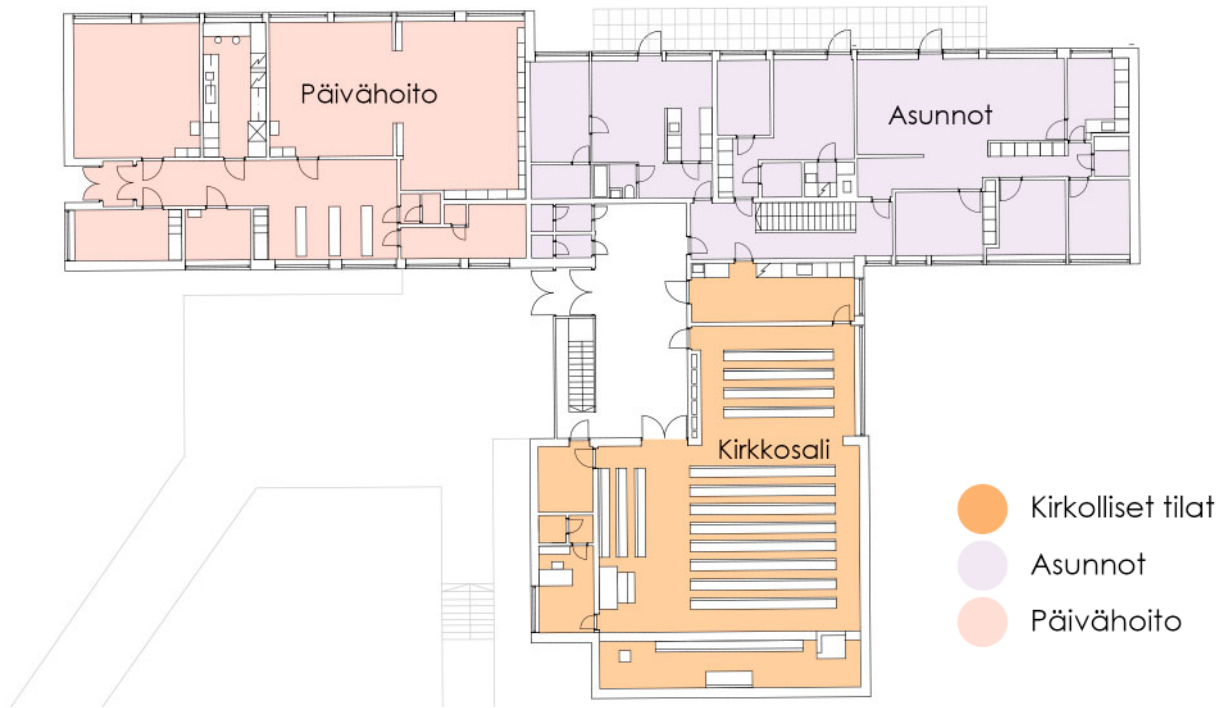 Päivähoito
Asunnot
Kirkkosali
Kirkolliset tilat
Asunnot
Päivähoito